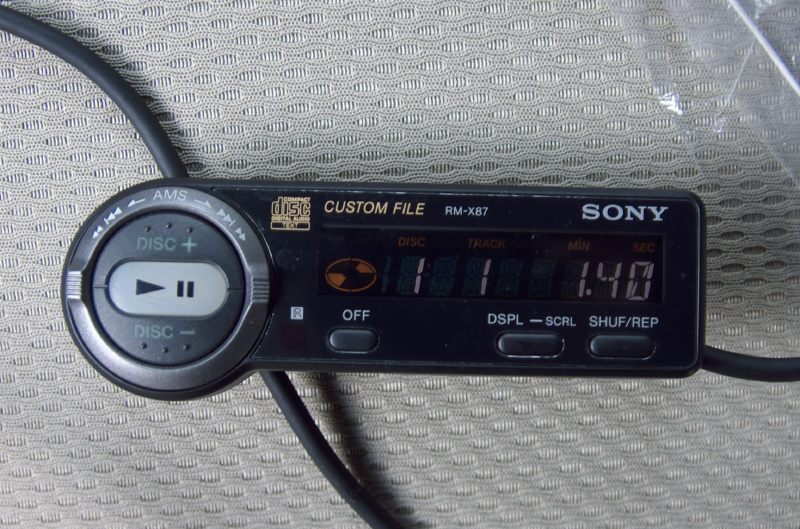 AMS
DISC +
DISC −
COMPACT
disc
DIGITAL AUDIO
TEXT
CUSTOM FILE RM-X87 SONY
DISC TRACK MIN SEC
1 1 1.40
R
OFF DSPL — SCRL SHUF/REP